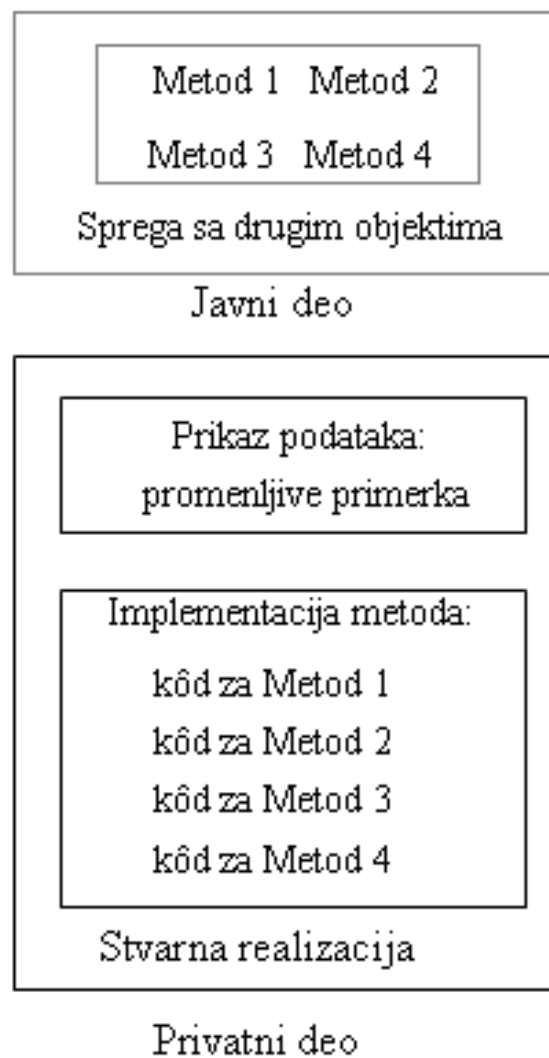 Metod 1 Metod 2
Metod 3 Metod 4
Sprega sa drugim objektima
Javni deo
Prikaz podataka:
promenljive primerka
Implementacija metoda:
kôd za Metod 1
kôd za Metod 2
kôd za Metod 3
kôd za Metod 4
Stvarna realizacija
Privatni deo